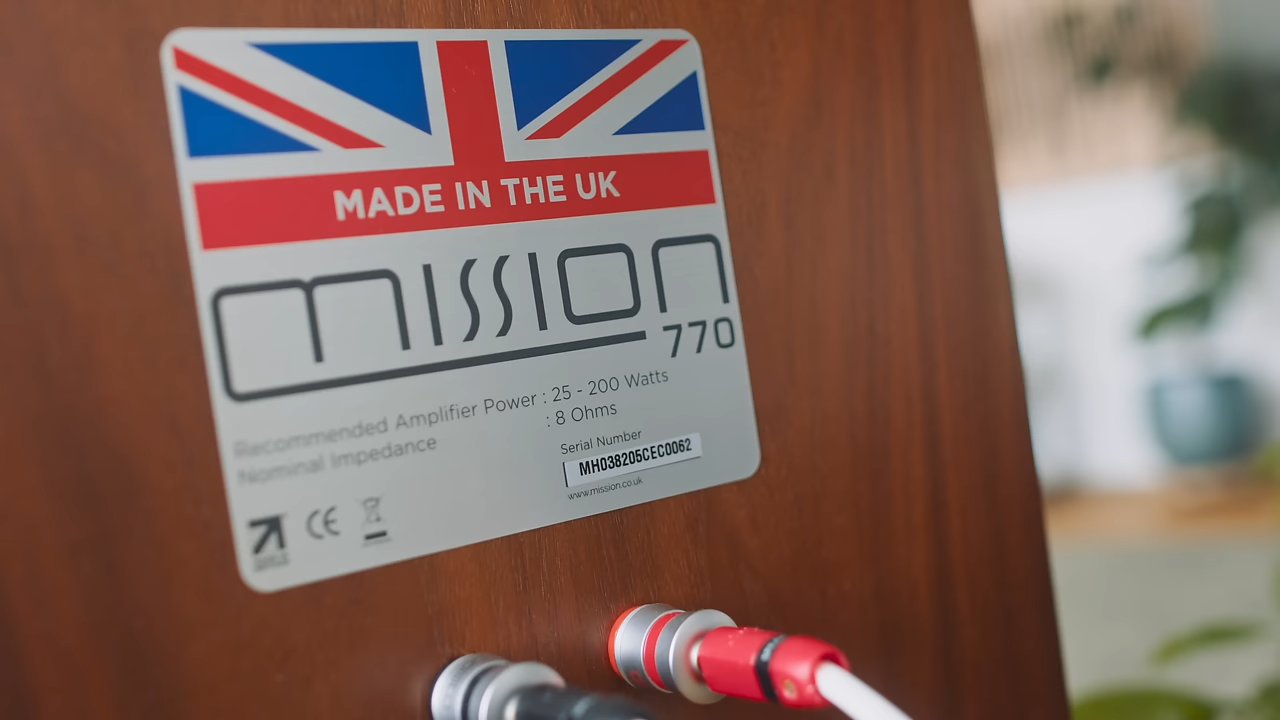 MADE IN THE UK
mission
770
Recommended Amplifier Power : 25 - 200 Watts
Nominal Impedance : 8 Ohms
Serial Number
MH038205CEC0062
www.mission.co.uk
CE